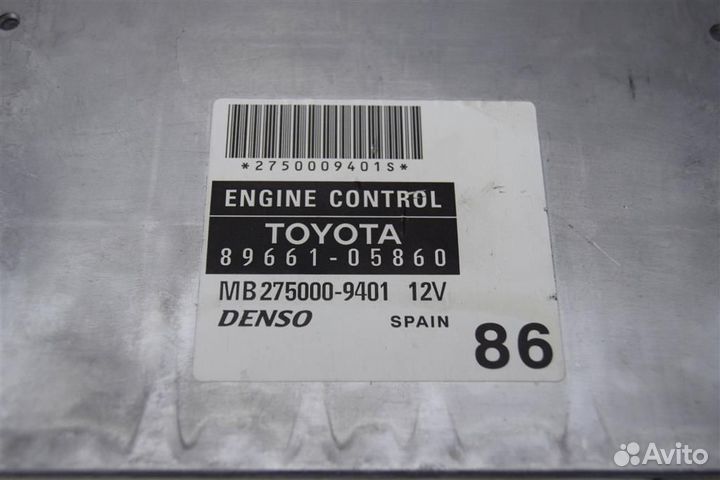 *2750009401S*
ENGINE CONTROL
TOYOTA
89661-05860
MB275000-9401 12V
DENSO SPAIN 86
Avito